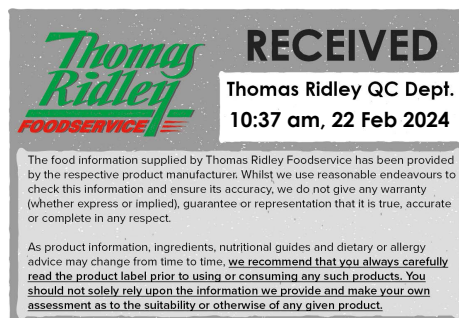 Thomas
Ridley
FOODSERVICE
RECEIVED
Thomas Ridley QC Dept.
10:37 am, 22 Feb 2024
The food information supplied by Thomas Ridley Foodservice has been provided
by the respective product manufacturer. Whilst we use reasonable endeavours to
check this information and ensure its accuracy, we do not give any warranty
(whether express or implied), guarantee or representation that it is true, accurate
or complete in any respect.
As product information, ingredients, nutritional guides and dietary or allergy
advice may change from time to time, we recommend that you always carefully
read the product label prior to using or consuming any such products. You
should not solely rely upon the information we provide and make your own
assessment as to the suitability or otherwise of any given product.